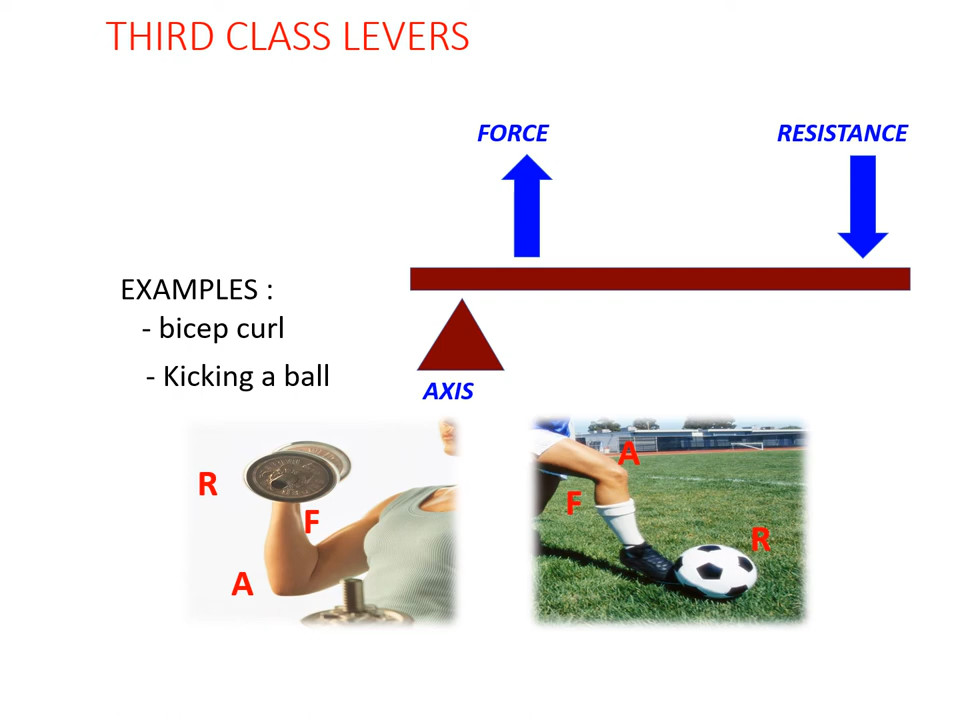 THIRD CLASS LEVERS
FORCE
RESISTANCE
EXAMPLES :
- bicep curl
- Kicking a ball
AXIS
R
F
A
A
F
R